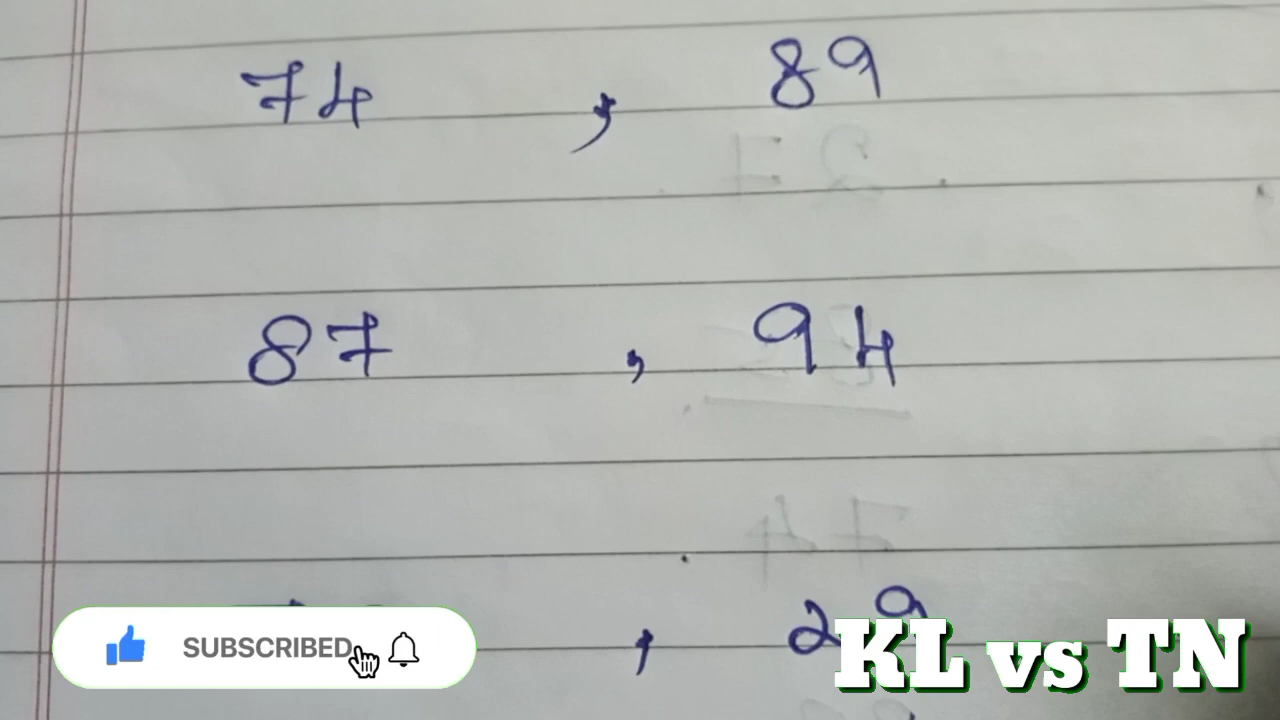 74 , 89
87 , 94
, 29
SUBSCRIBED
KL vs TN